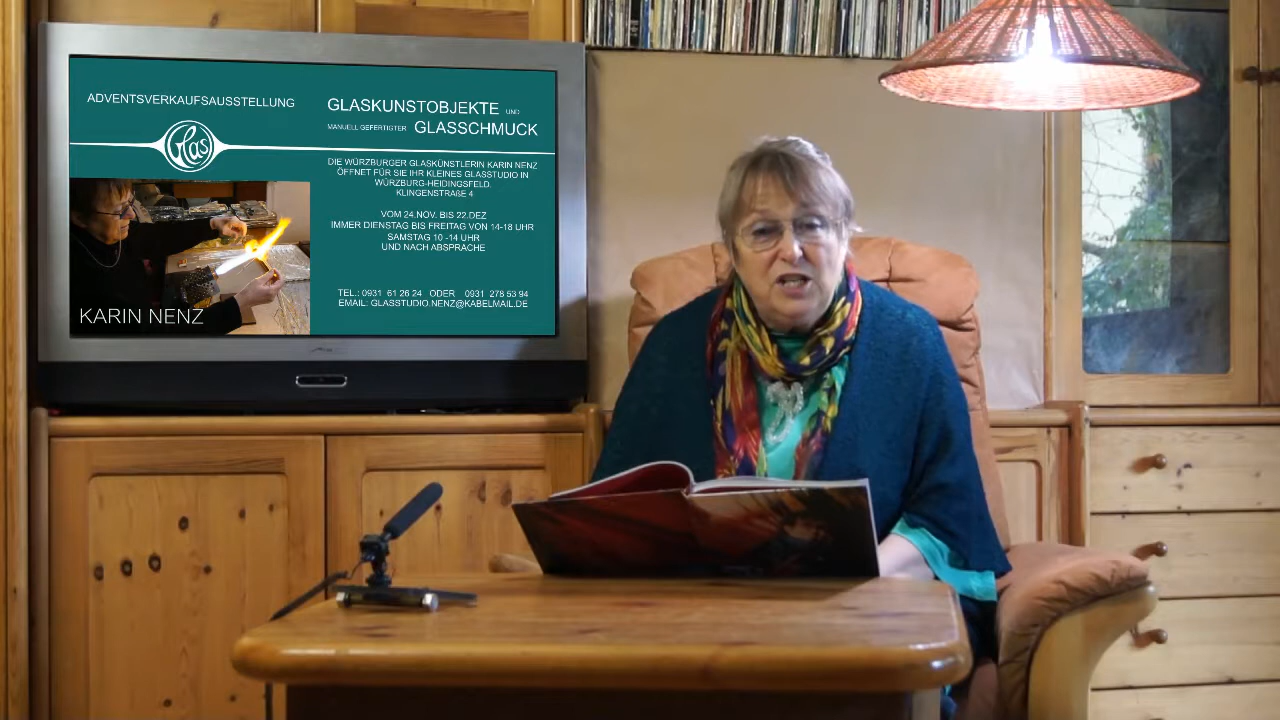 ADVENTSVERKAUFSAUSSTELLUNG
Glas
KARIN NENZ
GLASKUNSTOBJEKTE UND
MANUELL GEFERTIGTER GLASSCHMUCK
DIE WÜRZBURGER GLASKÜNSTLERIN KARIN NENZ
ÖFFNET FÜR SIE IHR KLEINES GLASSTUDIO IN
WÜRZBURG-HEIDINGSFELD.
KLINGENSTRAßE 4
VOM 24.NOV. BIS 22.DEZ
IMMER DIENSTAG BIS FREITAG VON 14-18 UHR
SAMSTAG 10 -14 UHR
UND NACH ABSPRACHE
TEL.: 0931 61 26 24 ODER 0931 278 53 94
EMAIL: GLASSTUDIO.NENZ@KABELMAIL.DE